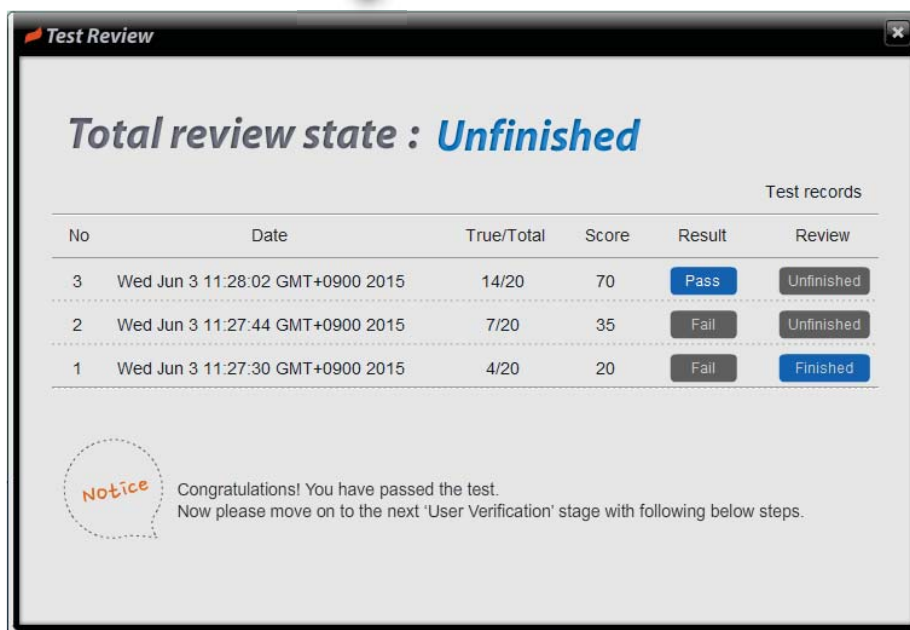 Test Review
Total review state : Unfinished
Test records
No Date True/Total Score Result Review
3 Wed Jun 3 11:28:02 GMT+0900 2015 14/20 70 Pass Unfinished
2 Wed Jun 3 11:27:44 GMT+0900 2015 7/20 35 Fail Unfinished
1 Wed Jun 3 11:27:30 GMT+0900 2015 4/20 20 Fail Finished
Notice
Congratulations! You have passed the test.
Now please move on to the next ‘User Verification’ stage with following below steps.